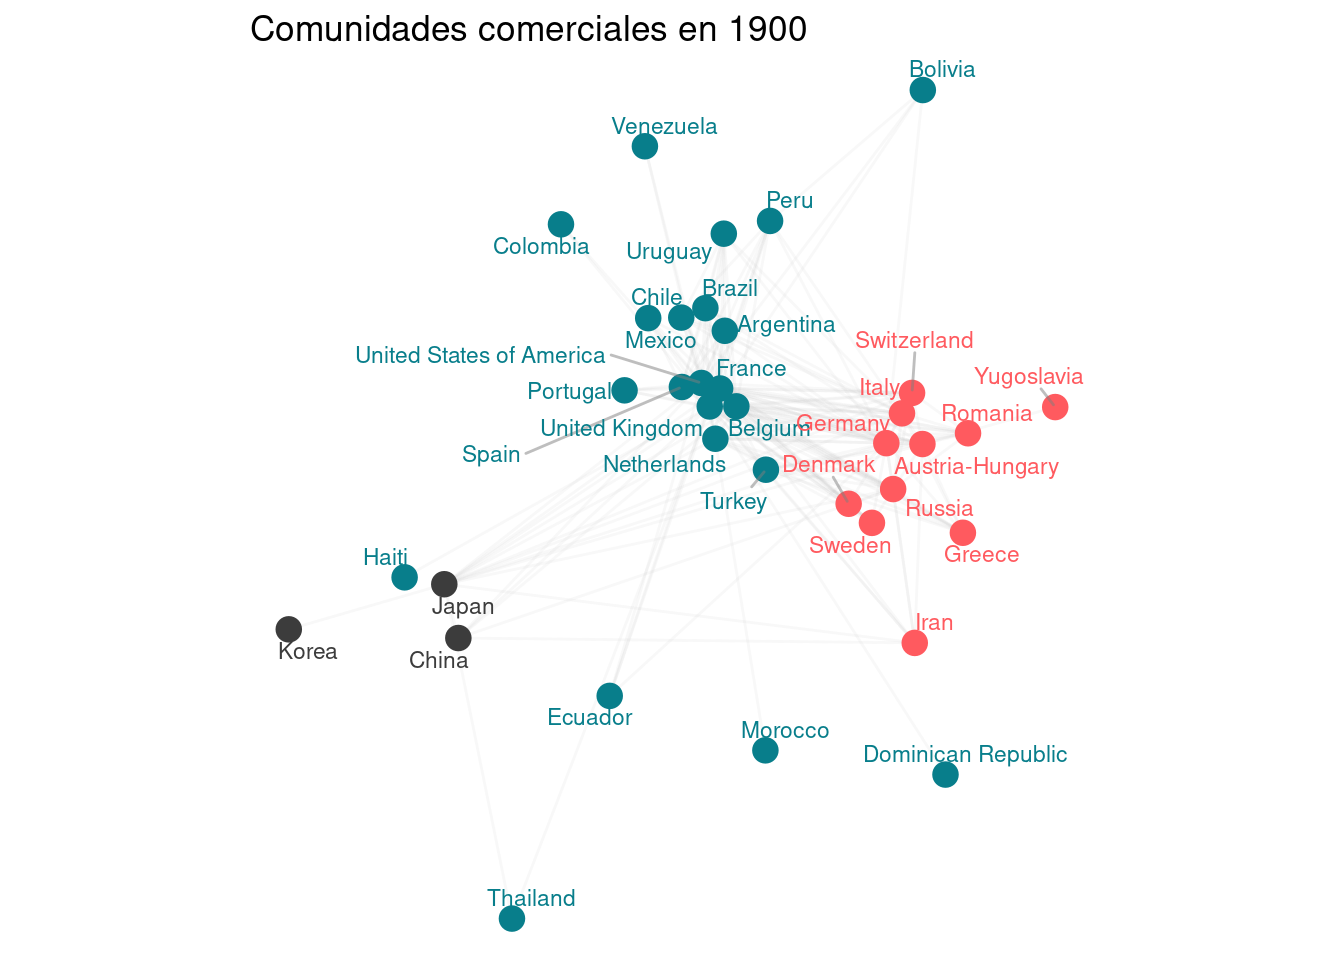 Comunidades comerciales en 1900
Bolivia
Venezuela
Peru
Colombia
Uruguay
Brazil
Chile
Argentina
Mexico
Switzerland
United States of America
France
Yugoslavia
Portugal
Italy
Romania
Germany
United Kingdom
Belgium
Spain
Netherlands
Denmark
Austria-Hungary
Turkey
Russia
Sweden
Greece
Haiti
Japan
Iran
Korea
China
Ecuador
Morocco
Dominican Republic
Thailand